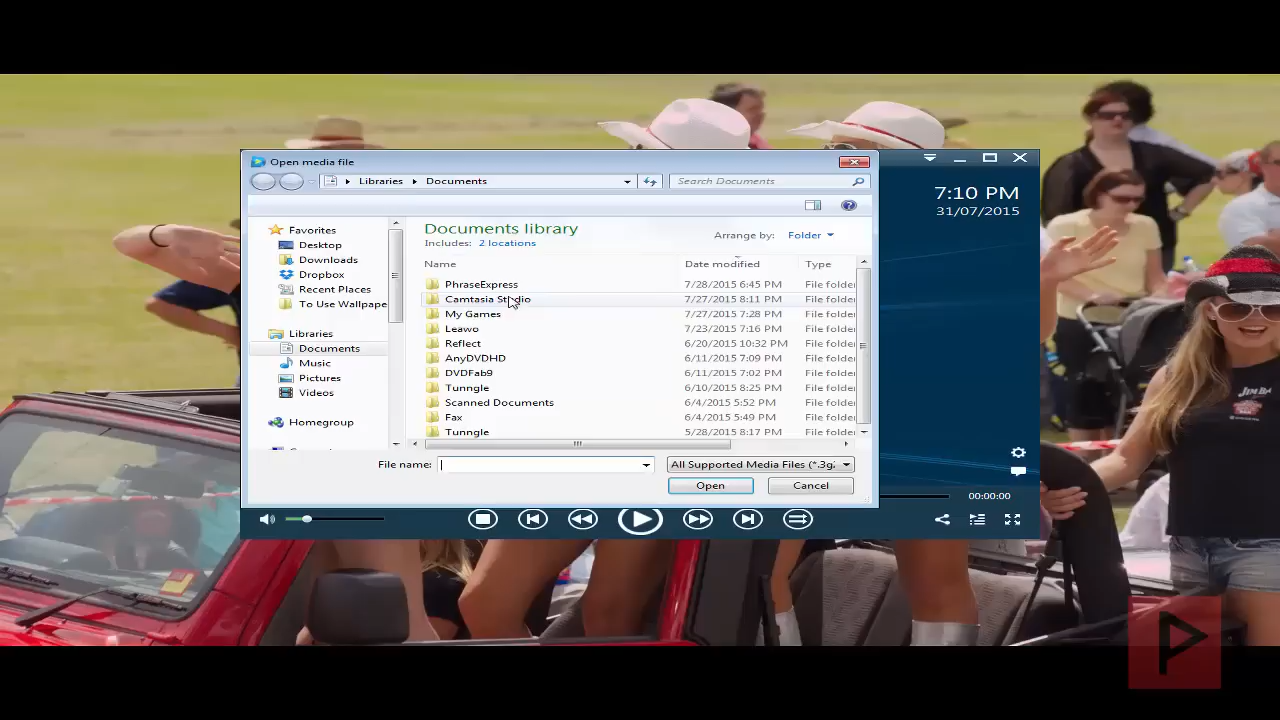 Open media file
Libraries Documents
Search Documents
7:10 PM
31/07/2015
Favorites
Desktop
Downloads
Dropbox
Recent Places
To Use Wallpape
Libraries
Documents
Music
Pictures
Videos
Homegroup
Documents library
Includes: 2 locations
Arrange by: Folder
Name Date modified Type
PhraseExpress 7/28/2015 6:45 PM File folder
Camtasia Studio 7/27/2015 8:11 PM File folder
My Games 7/27/2015 7:28 PM File folder
Leawo 7/23/2015 7:16 PM File folder
Reflect 6/20/2015 10:32 PM File folder
AnyDVDHD 6/11/2015 7:09 PM File folder
DVDFab9 6/11/2015 7:02 PM File folder
Tunngle 6/10/2015 8:25 PM File folder
Scanned Documents 6/4/2015 5:52 PM File folder
Fax 6/4/2015 5:49 PM File folder
Tunngle 5/28/2015 8:17 PM File folder
File name:
All Supported Media Files (*.3g;
Open Cancel
00:00:00
JIM BEAM
P